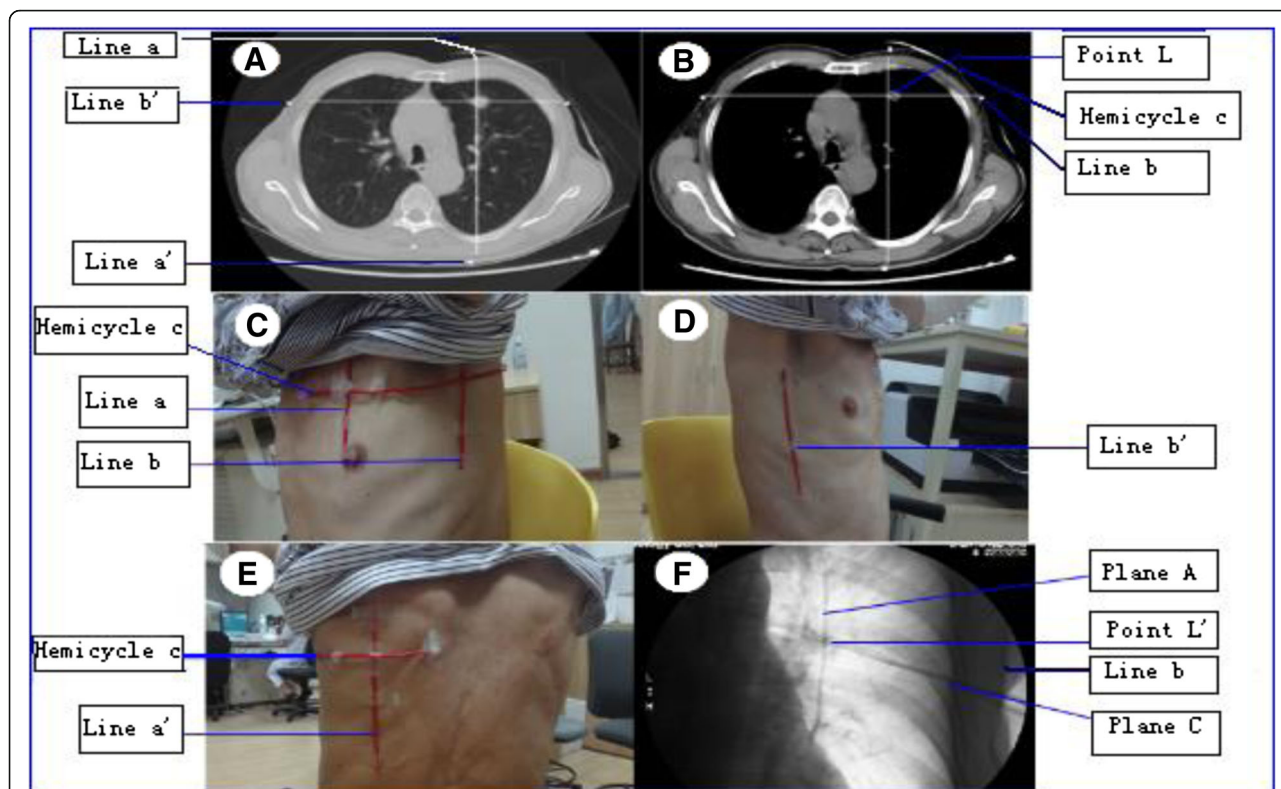 Line a
A
B
Point L
Line b'
Hemicycle c
Line b
Line a'
Hemicycle c
C
D
Line a
Line b
Line b'
E
F
Plane A
Point L'
Hemicycle c
Line b
Line a'
Plane C